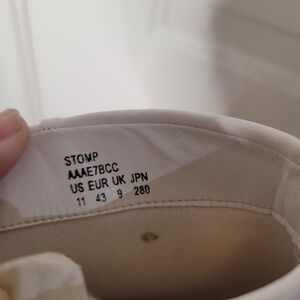 STOMP
AAAE7BCC
US EUR UK JPN
11 43 9 280